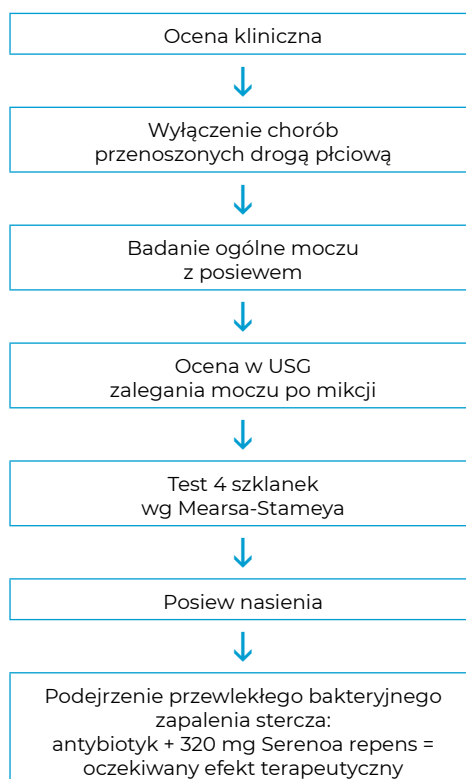 Ocena kliniczna
Wyłączenie chorób
przenoszonych drogą płciową
Badanie ogólne moczu
z posiewem
Ocena w USG
zalegania moczu po mikcji
Test 4 szklanek
wg Mearsa-Stameya
Posiew nasienia
Podejrzenie przewlekłego bakteryjnego
zapalenia stercza:
antybiotyk + 320 mg Serenoa repens =
oczekiwany efekt terapeutyczny